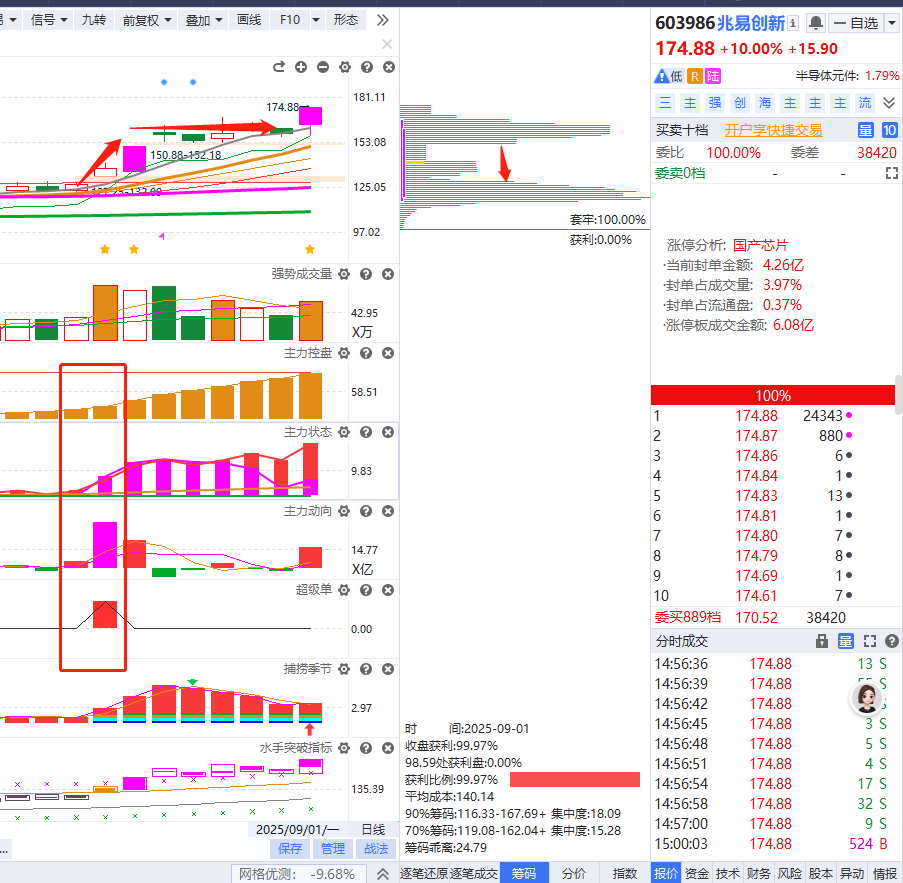 信号 九转 前复权 叠加 画线 F10 形态
174.88
181.11
150.88-152.18
153.08
125.05
97.02
强势成交量
42.95
X万
主力控盘
58.51
主力状态
9.83
主力动向
14.77
X亿
超级单
0.00
捕捞季节
2.97
水手突破指标
135.39
2025/09/01/一 日线
保存 管理 战法
网格优测: -9.68%
套牢:100.00%
获利:0.00%
时 间:2025-09-01
收盘获利:99.97%
98.59处获利盘:0.00%
获利比例:99.97%
平均成本:140.14
90%筹码:116.33-167.69+ 集中度:18.09
70%筹码:119.08-162.04+ 集中度:15.28
筹码乖离:24.79
逐笔还原 逐笔成交 筹码 分价 指数
603986 兆易创新 i 自选
174.88 +10.00% +15.90
低 R 陆 半导体元件: 1.79%
三 主 强 创 海 主 主 主 流
买卖十档 开户享快捷交易 量 10
委比 100.00% 委差 38420
委卖0档 - -
涨停分析: 国产芯片
·当前封单金额: 4.26亿
·封单占成交量: 3.97%
·封单占流通盘: 0.37%
·涨停板成交金额: 6.08亿
100%
1 174.88 24343
2 174.87 880
3 174.86 6
4 174.84 1
5 174.83 13
6 174.81 1
7 174.80 7
8 174.79 8
9 174.69 1
10 174.61 7
委买889档 170.52 38420
分时成交 量
14:56:36 174.88 13 S
14:56:39 174.88 S
14:56:42 174.88
14:56:45 174.88 3 S
14:56:48 174.88 5 S
14:56:51 174.88 4 S
14:56:54 174.88 17 S
14:56:58 174.88 32 S
14:57:00 174.88 9 S
15:00:03 174.88 524 B
报价 资金 技术 财务 风险 股本 异动 情报